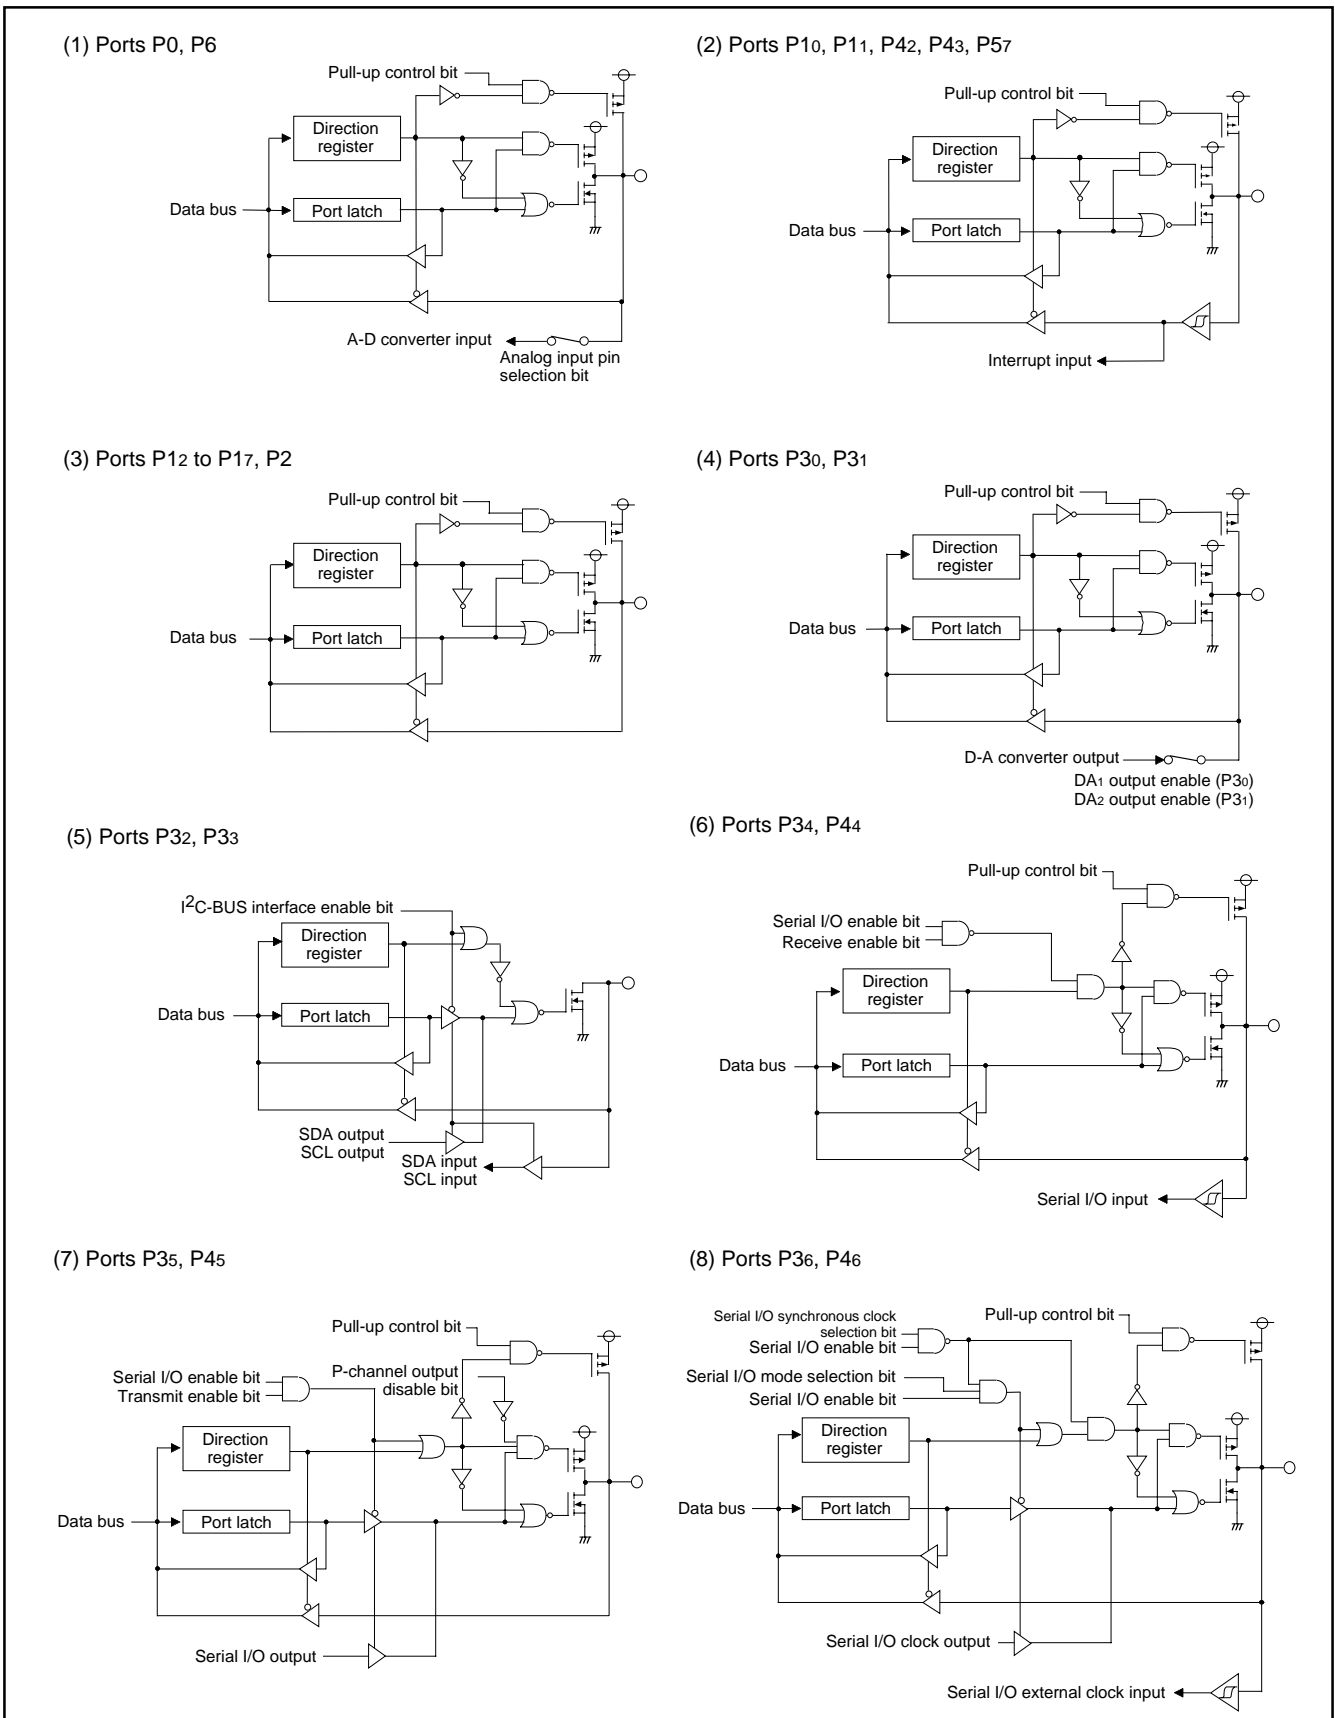 (1) Ports P0, P6
Pull-up control bit
Direction
register
Data bus
Port latch
A-D converter input
Analog input pin
selection bit
(2) Ports P10, P11, P42, P43, P57
Pull-up control bit
Direction
register
Data bus
Port latch
Interrupt input
(3) Ports P12 to P17, P2
Pull-up control bit
Direction
register
Data bus
Port latch
(4) Ports P30, P31
Pull-up control bit
Direction
register
Data bus
Port latch
D-A converter output
DA1 output enable (P30)
DA2 output enable (P31)
(5) Ports P32, P33
I2C-BUS interface enable bit
Direction
register
Data bus
Port latch
SDA output
SCL output
SDA input
SCL input
(6) Ports P34, P44
Pull-up control bit
Serial I/O enable bit
Receive enable bit
Direction
register
Data bus
Port latch
Serial I/O input
(7) Ports P35, P45
Pull-up control bit
Serial I/O enable bit
Transmit enable bit
P-channel output
disable bit
Direction
register
Data bus
Port latch
Serial I/O output
(8) Ports P36, P46
Serial I/O synchronous clock
selection bit
Serial I/O enable bit
Pull-up control bit
Serial I/O mode selection bit
Serial I/O enable bit
Direction
register
Data bus
Port latch
Serial I/O clock output
Serial I/O external clock input